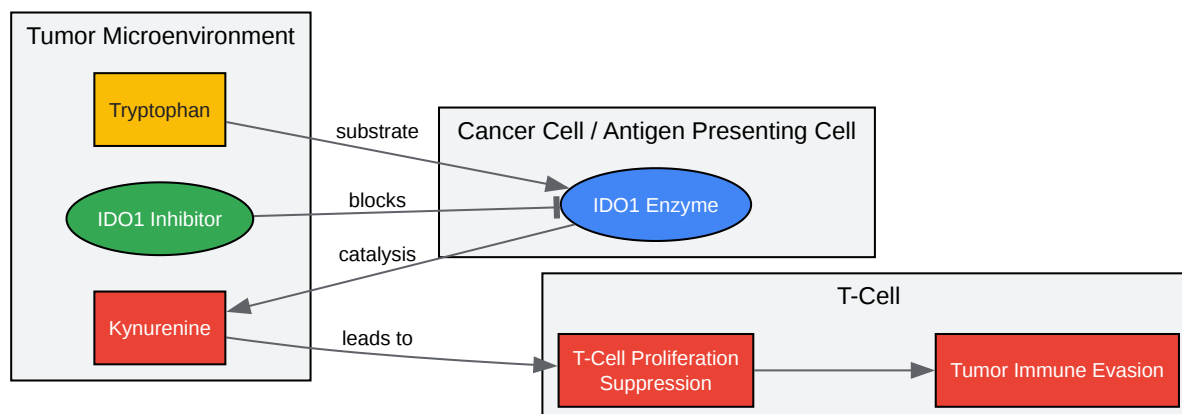 Tumor Microenvironment
Tryptophan
substrate
Cancer Cell / Antigen Presenting Cell
IDO1 Inhibitor
blocks
IDO1 Enzyme
catalysis
Kynurenine
leads to
T-Cell
T-Cell Proliferation
Suppression
Tumor Immune Evasion